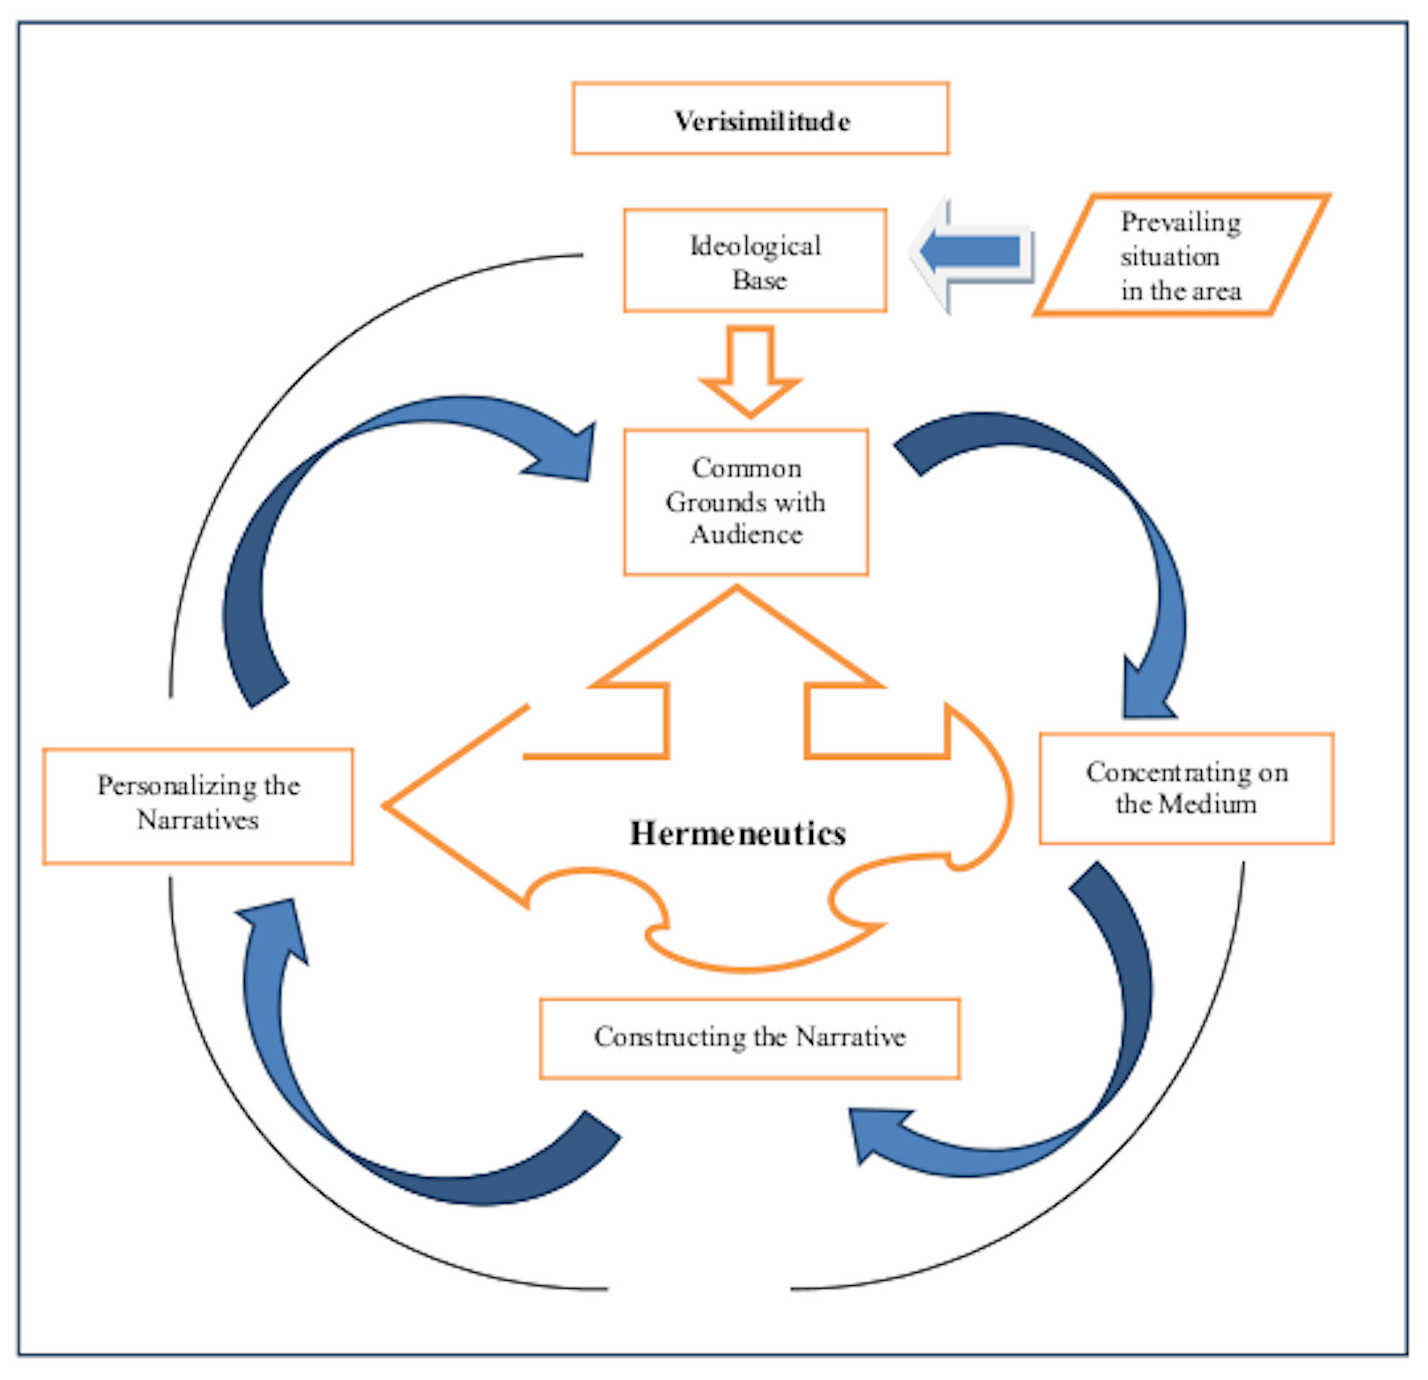 Verisimilitude
Ideological
Base
Prevailing
situation
in the area
Common
Grounds with
Audience
Personalizing the
Narratives
Concentrating on
the Medium
Hermeneutics
Constructing the Narrative